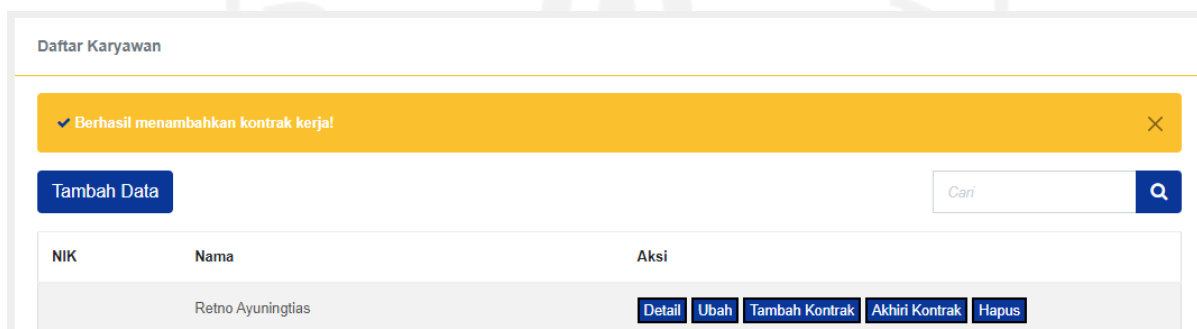 Daftar Karyawan
Berhasil menambahkan kontrak kerja!
Tambah Data
Cari
NIK Nama Aksi
Retno Ayuningtias Detail Ubah Tambah Kontrak Akhiri Kontrak Hapus